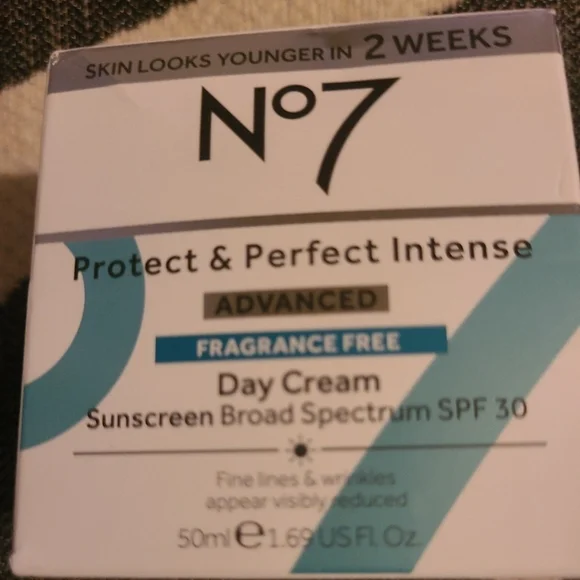 SKIN LOOKS YOUNGER IN 2 WEEKS
Nº7
Protect & Perfect Intense
ADVANCED
FRAGRANCE FREE
Day Cream
Sunscreen Broad Spectrum SPF 30
Fine lines & wrinkles
appear visibly reduced
50ml ℮ 1.69 US Fl. Oz.